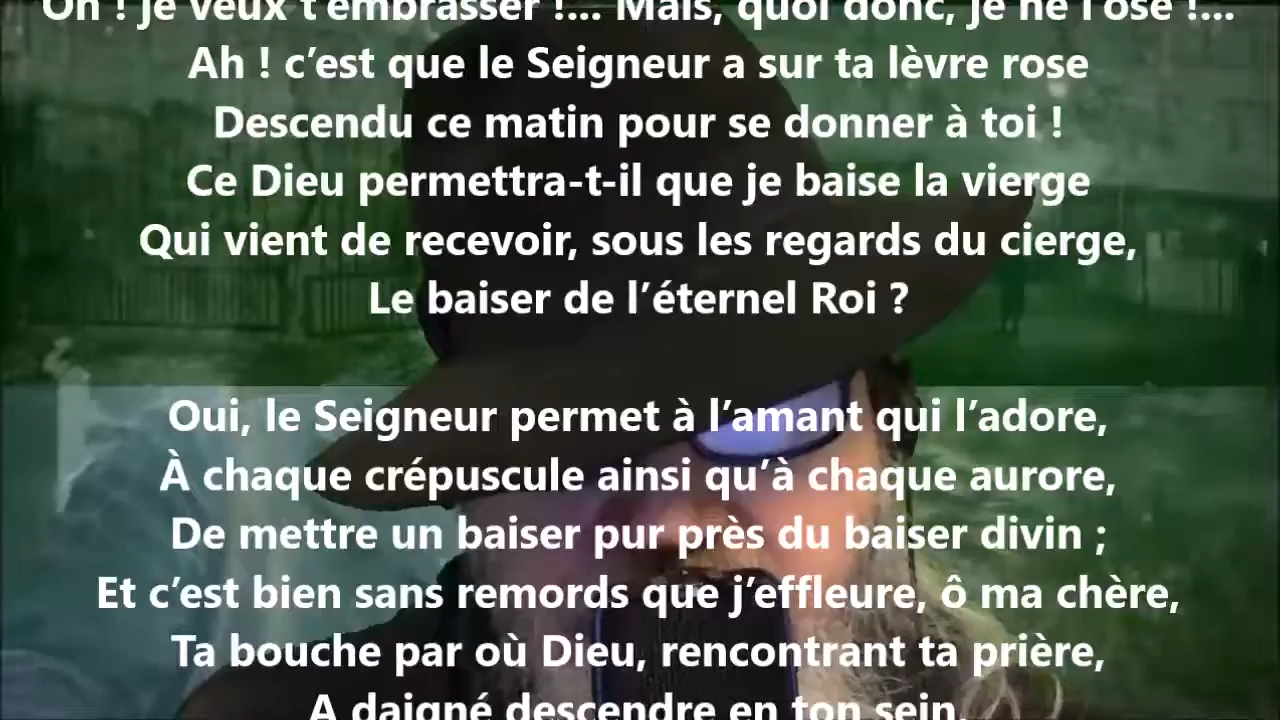 Oh ! je veux t’embrasser !... Mais, quoi donc, je ne l’ose !...
Ah ! c’est que le Seigneur a sur ta lèvre rose
Descendu ce matin pour se donner à toi !
Ce Dieu permettra-t-il que je baise la vierge
Qui vient de recevoir, sous les regards du cierge,
Le baiser de l’éternel Roi ?
Oui, le Seigneur permet à l’amant qui l’adore,
À chaque crépuscule ainsi qu’à chaque aurore,
De mettre un baiser pur près du baiser divin ;
Et c’est bien sans remords que j’effleure, ô ma chère,
Ta bouche par où Dieu, rencontrant ta prière,
A daigné descendre en ton sein.